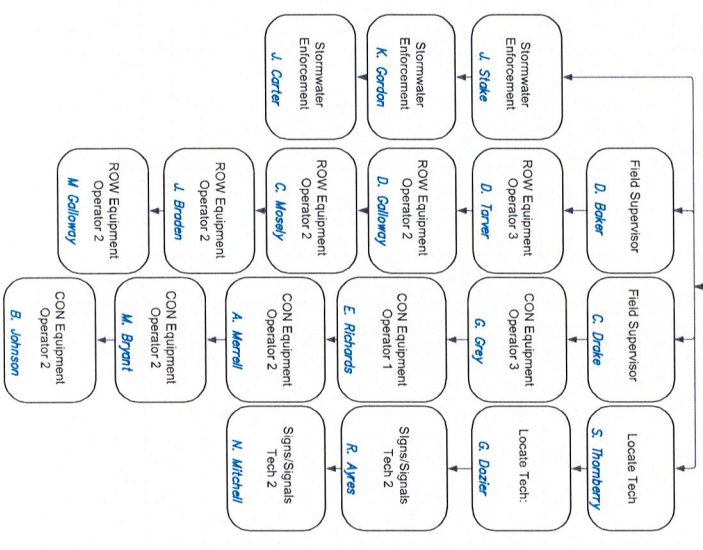 Stormwater
Enforcement
J. Stake
Stormwater
Enforcement
K. Gordon
Stormwater
Enforcement
J. Carter
Field Supervisor
D. Baker
ROW Equipment
Operator 3
D. Tarver
ROW Equipment
Operator 2
D. Galloway
ROW Equipment
Operator 2
C. Mosely
ROW Equipment
Operator 2
J. Braden
ROW Equipment
Operator 2
M Galloway
Field Supervisor
C. Drake
CON Equipment
Operator 3
G. Grey
CON Equipment
Operator 1
E. Richards
CON Equipment
Operator 2
A. Merrell
CON Equipment
Operator 2
M. Bryant
CON Equipment
Operator 2
B. Johnson
Locate Tech
S. Thornberry
Locate Tech:
G. Dozier
Signs/Signals
Tech 2
R. Ayres
Signs/Signals
Tech 2
N. Mitchell